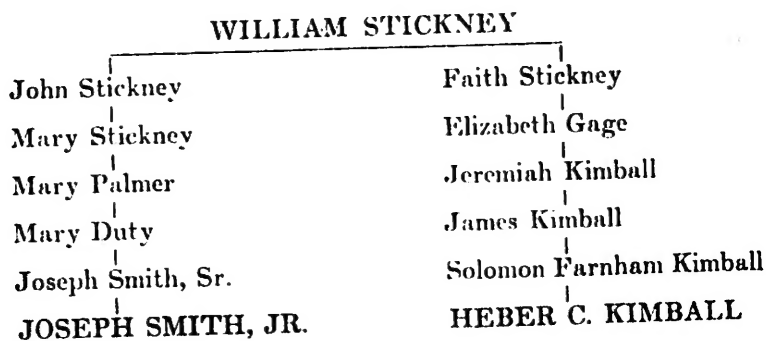 WILLIAM STICKNEY
John Stickney
Mary Stickney
Mary Palmer
Mary Duty
Joseph Smith, Sr.
JOSEPH SMITH, JR.
Faith Stickney
Elizabeth Gage
Jeremiah Kimball
James Kimball
Solomon Farnham Kimball
HEBER C. KIMBALL